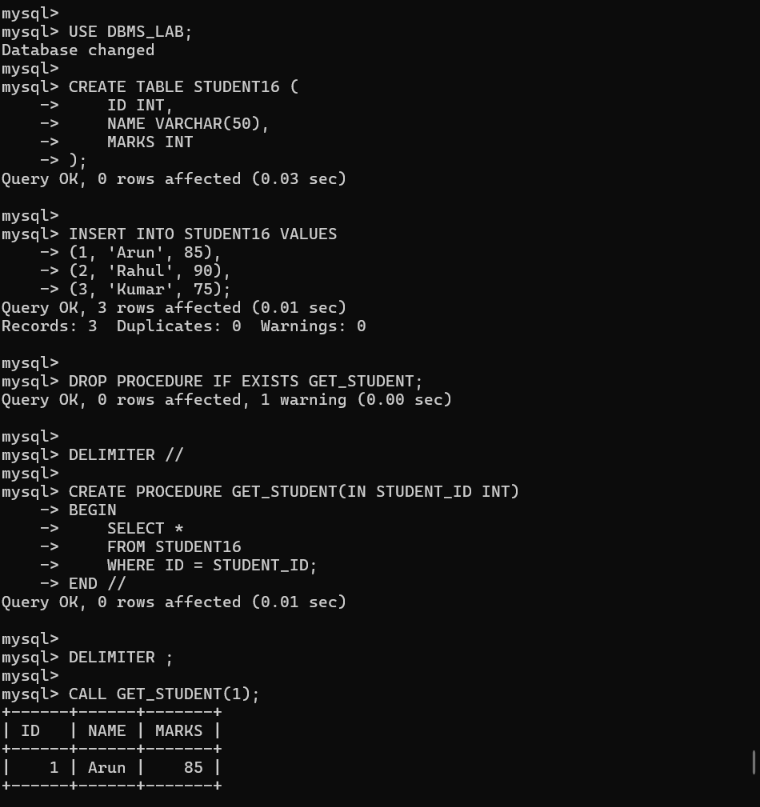 mysql>
mysql> USE DBMS_LAB;
Database changed
mysql>
mysql> CREATE TABLE STUDENT16 (
    ->     ID INT,
    ->     NAME VARCHAR(50),
    ->     MARKS INT
    -> );
Query OK, 0 rows affected (0.03 sec)

mysql>
mysql> INSERT INTO STUDENT16 VALUES
    -> (1, 'Arun', 85),
    -> (2, 'Rahul', 90),
    -> (3, 'Kumar', 75);
Query OK, 3 rows affected (0.01 sec)
Records: 3  Duplicates: 0  Warnings: 0

mysql>
mysql> DROP PROCEDURE IF EXISTS GET_STUDENT;
Query OK, 0 rows affected, 1 warning (0.00 sec)

mysql>
mysql> DELIMITER //
mysql>
mysql> CREATE PROCEDURE GET_STUDENT(IN STUDENT_ID INT)
    -> BEGIN
    ->     SELECT *
    ->     FROM STUDENT16
    ->     WHERE ID = STUDENT_ID;
    -> END //
Query OK, 0 rows affected (0.01 sec)

mysql>
mysql> DELIMITER ;
mysql>
mysql> CALL GET_STUDENT(1);
+------+------+-------+
| ID   | NAME | MARKS |
+------+------+-------+
|    1 | Arun |    85 |
+------+------+-------+